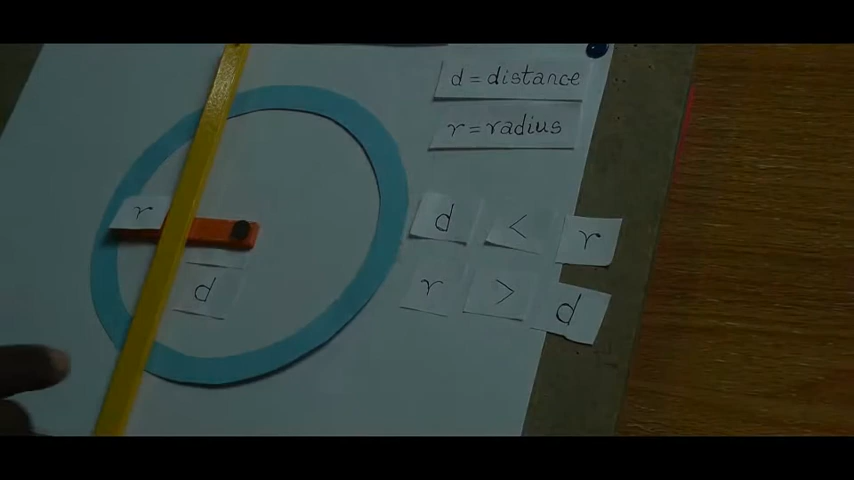 d = distance
r = radius
r
d < r
d
r > d